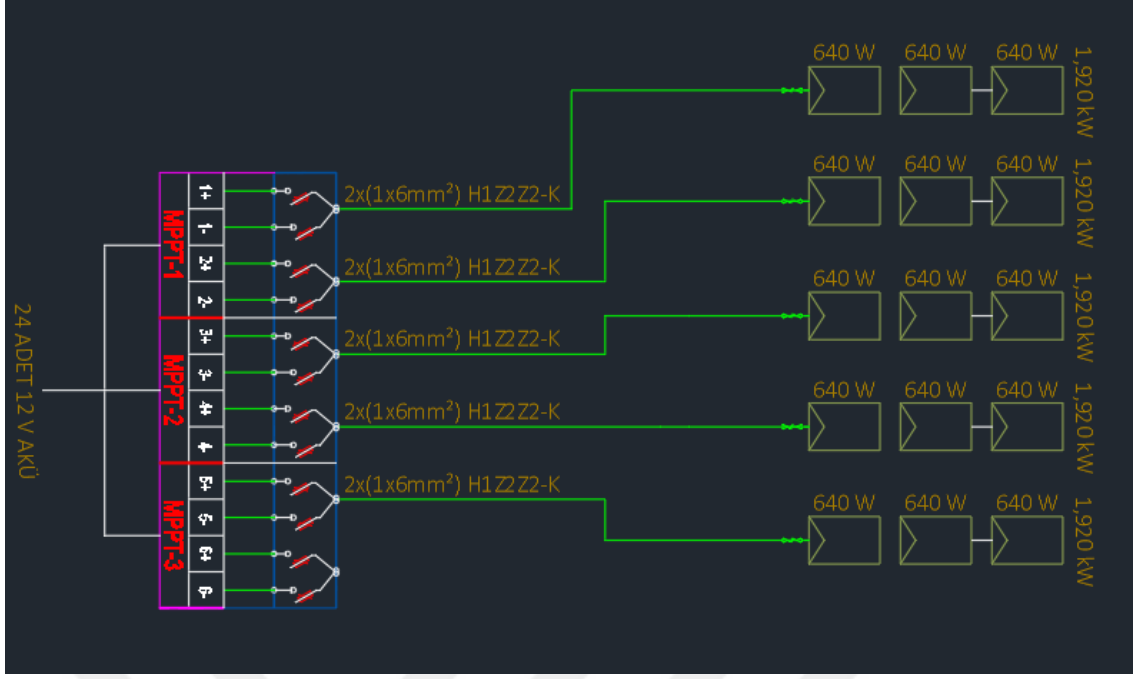 640 W 640 W 640 W
1,920 kW
640 W 640 W 640 W
1,920 kW
640 W 640 W 640 W
1,920 kW
640 W 640 W 640 W
1,920 kW
640 W 640 W 640 W
1,920 kW
2x(1x6mm²) H1Z2Z2-K
2x(1x6mm²) H1Z2Z2-K
2x(1x6mm²) H1Z2Z2-K
2x(1x6mm²) H1Z2Z2-K
2x(1x6mm²) H1Z2Z2-K
MPPT-1
1+
1-
2+
2-
MPPT-2
3+
3-
4+
4-
MPPT-3
5+
5-
6+
6-
24 ADET 12 V AKÜ